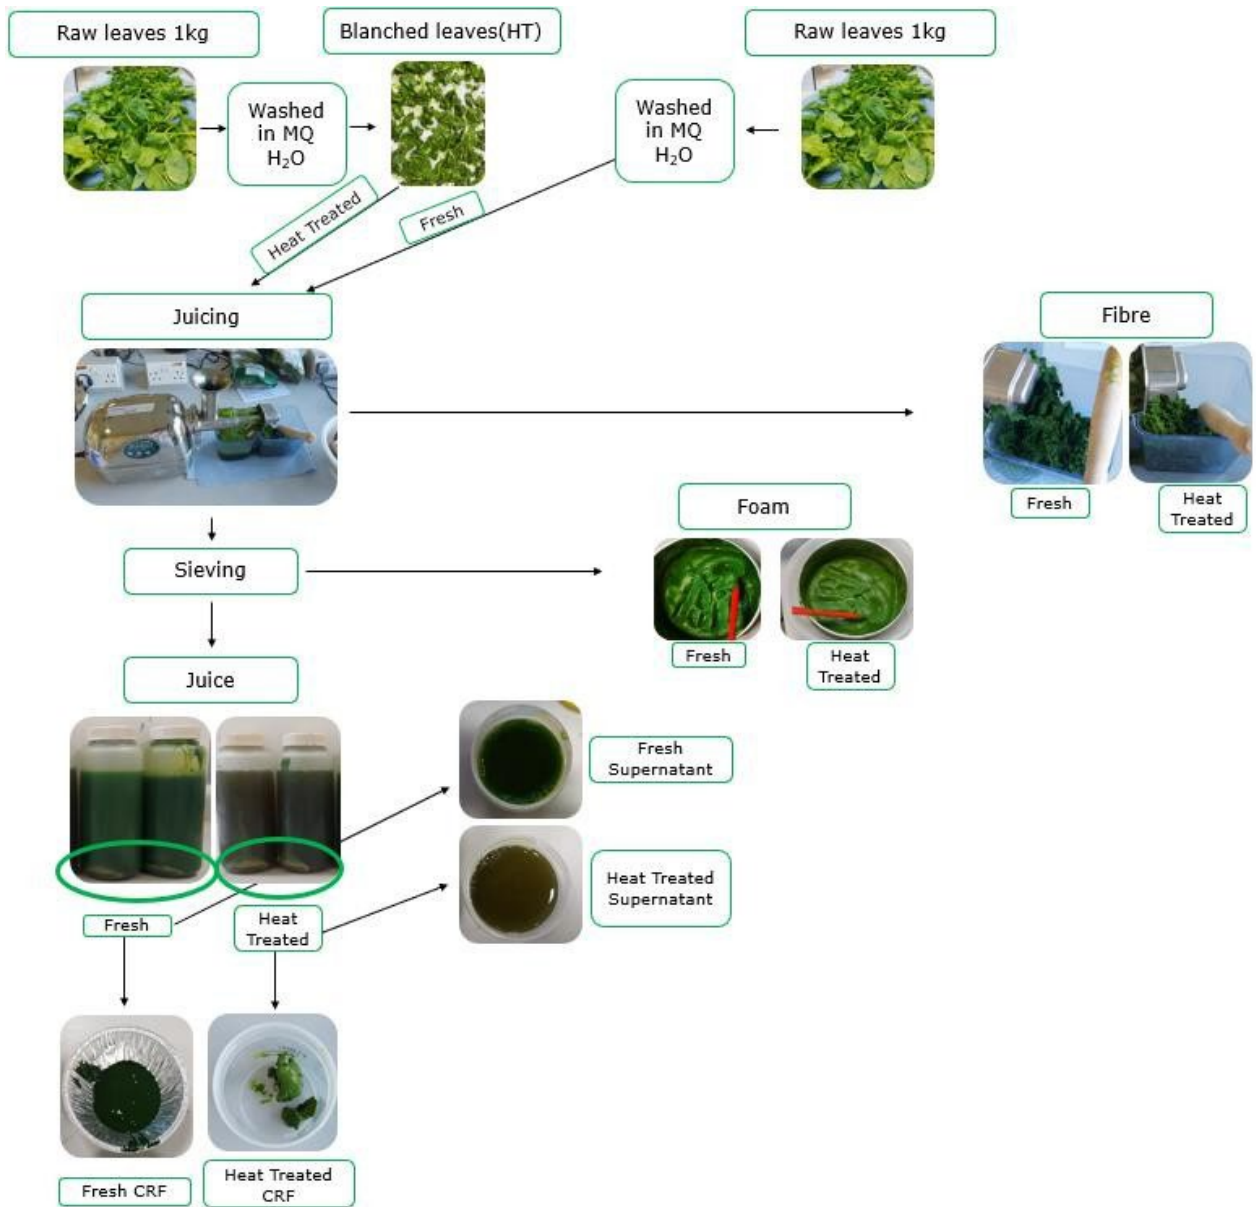 Raw leaves 1kg
Blanched leaves(HT)
Raw leaves 1kg
Washed
in MQ
H₂O
Washed
in MQ
H₂O
Heat Treated
Fresh
Juicing
Fibre
Fresh
Heat
Treated
Foam
Sieving
Fresh
Heat
Treated
Juice
Fresh
Supernatant
Heat Treated
Supernatant
Fresh
Heat
Treated
Fresh CRF
Heat Treated
CRF